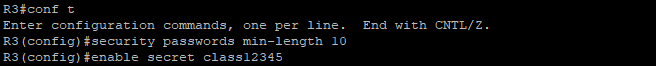 R3#conf t
Enter configuration commands, one per line.  End with CNTL/Z.
R3(config)#security passwords min-length 10
R3(config)#enable secret class12345